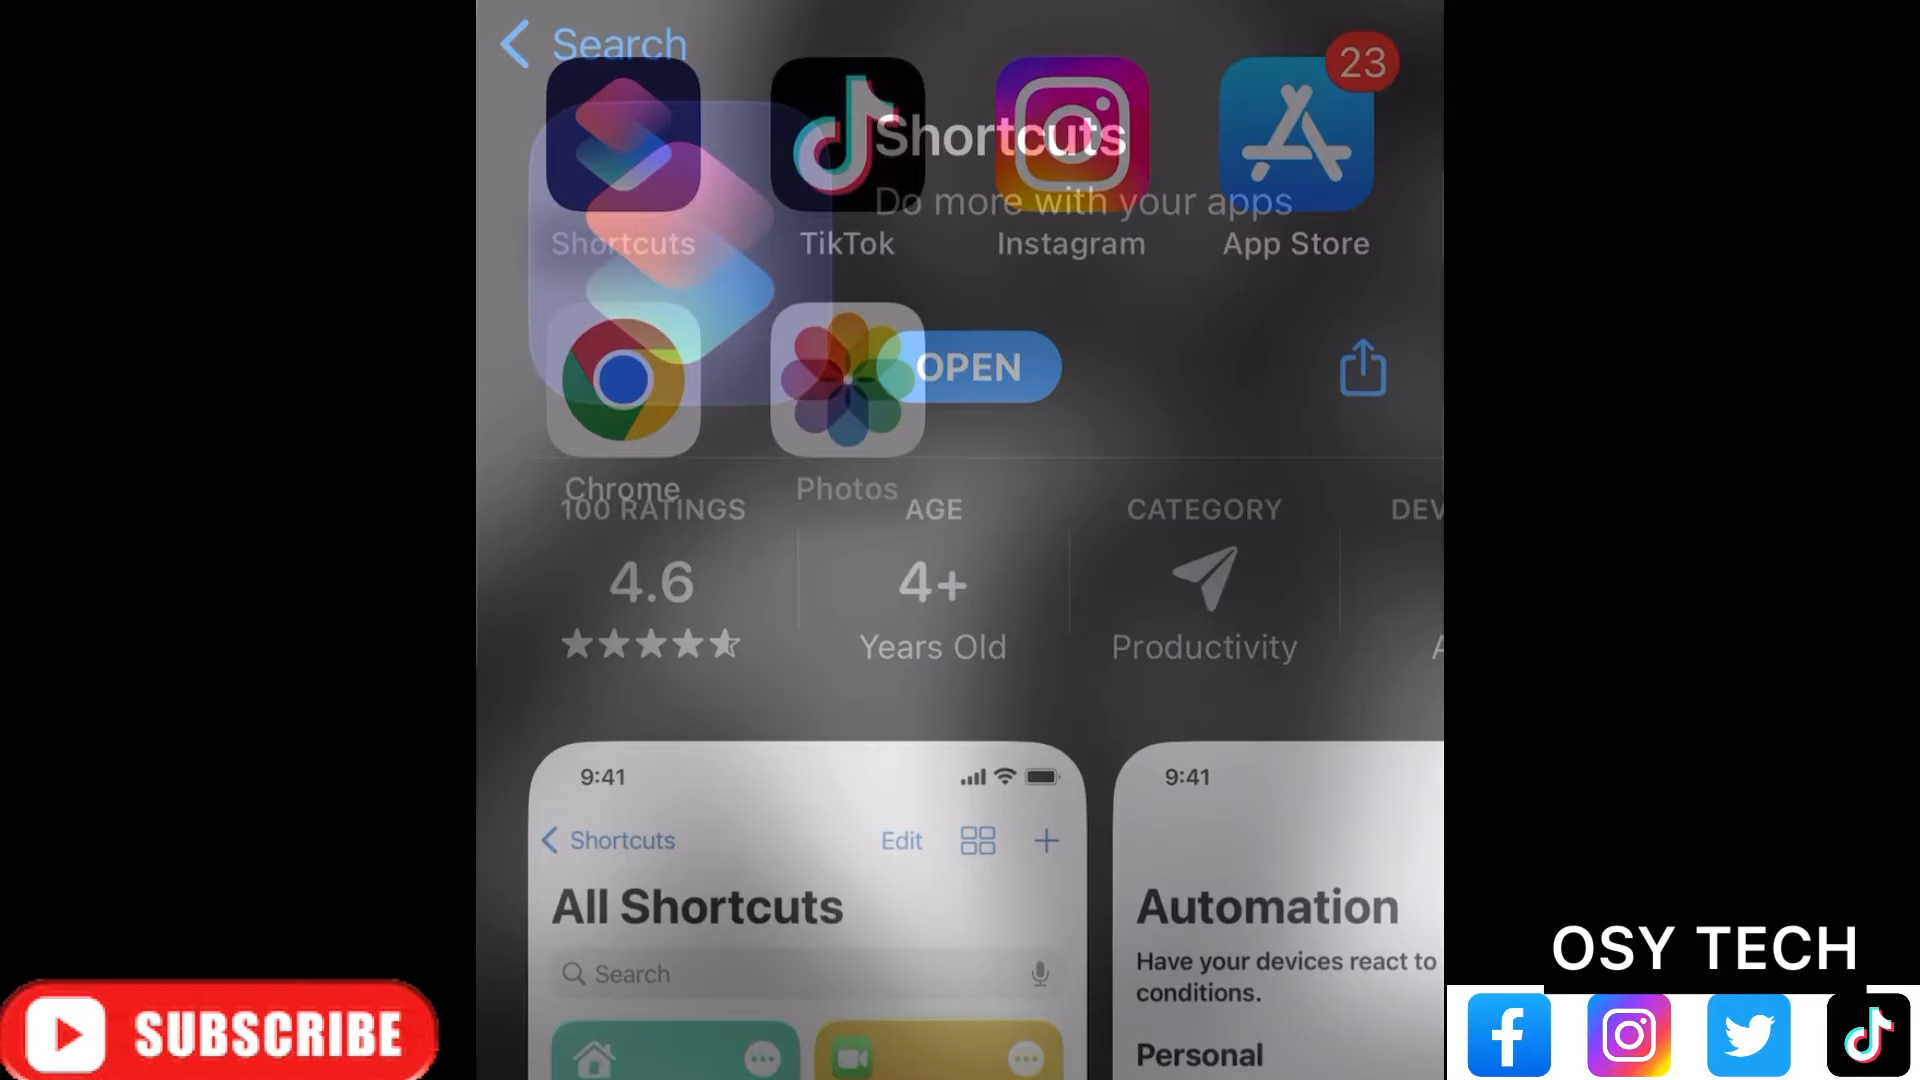 Search
23
Shortcuts
Do more with your apps
Shortcuts
TikTok
Instagram
App Store
OPEN
Chrome
Photos
100 RATINGS
AGE
CATEGORY
DEV
4.6
4+
Years Old
Productivity
A
9:41
9:41
Shortcuts
Edit
All Shortcuts
Automation
Search
Have your devices react to
conditions.
Personal
OSY TECH
SUBSCRIBE